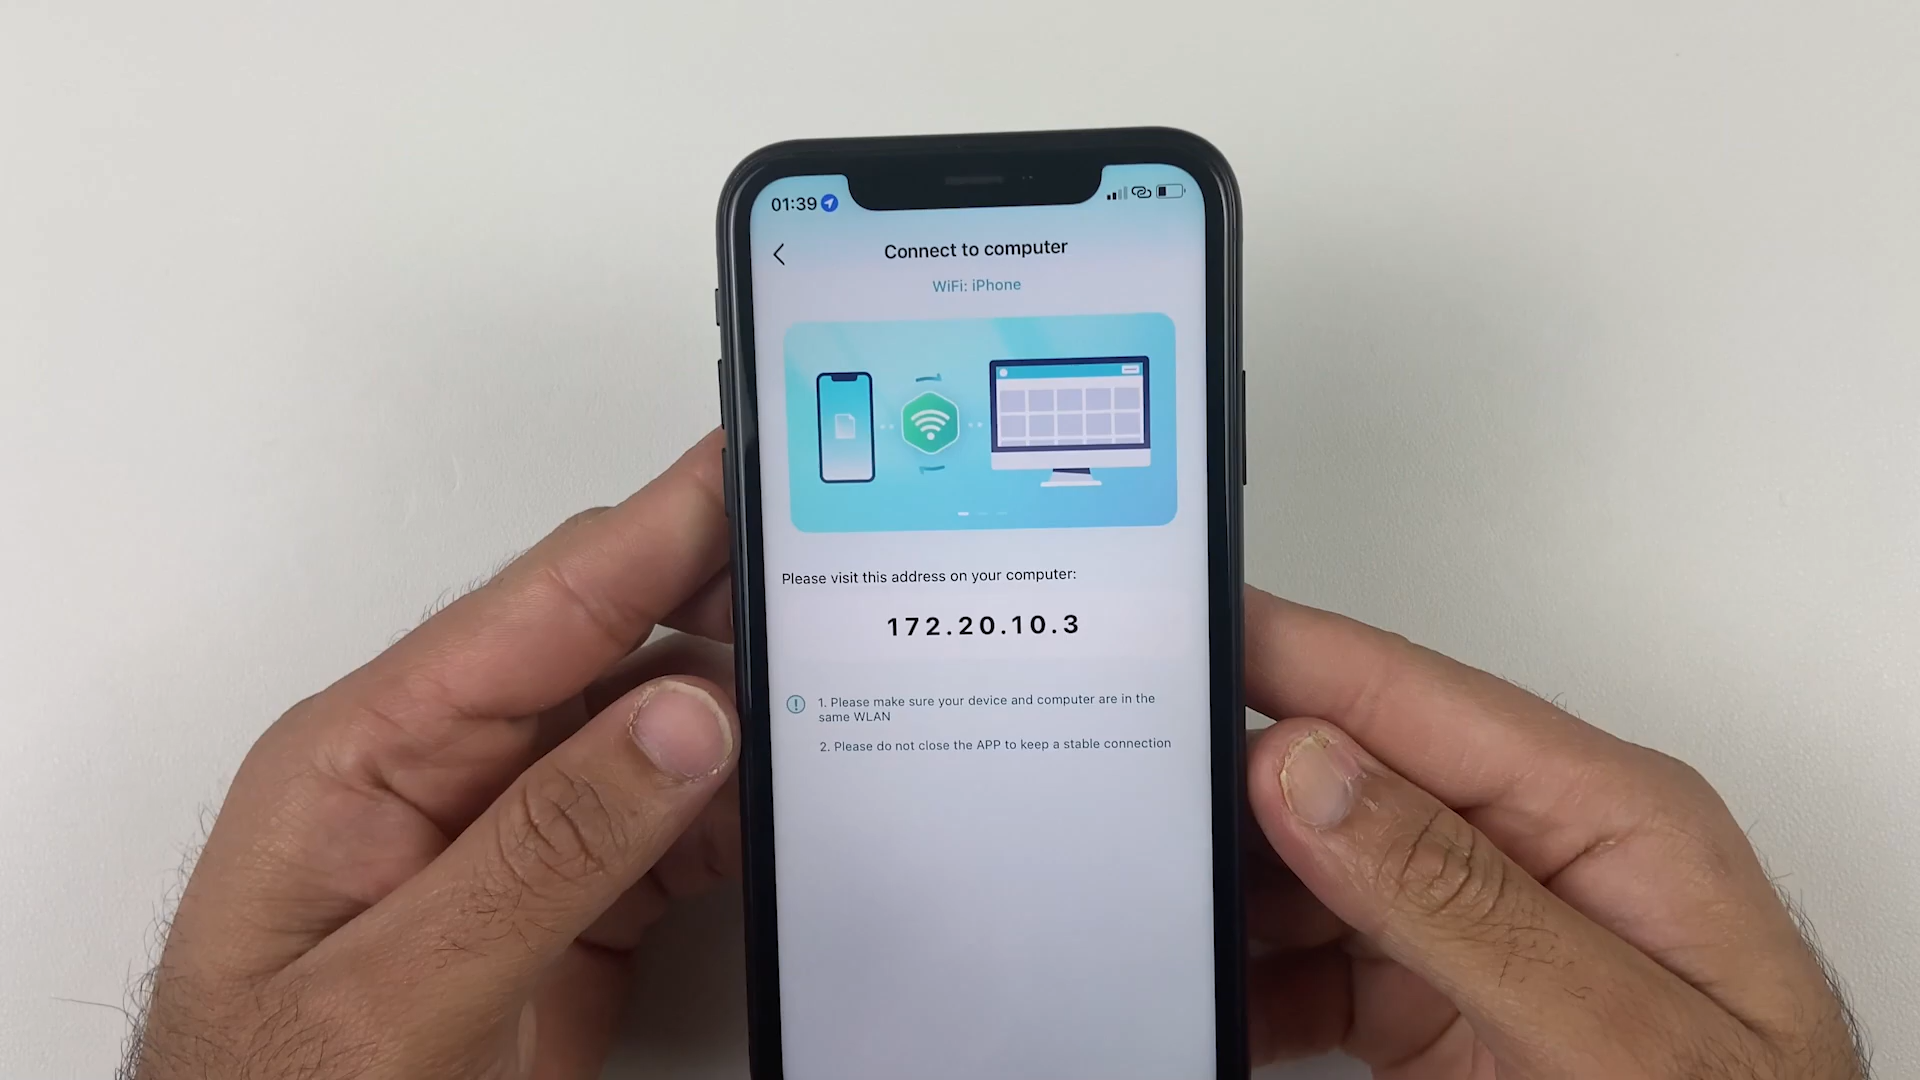 01:39
Connect to computer
WiFi: iPhone
Please visit this address on your computer:
172.20.10.3
1. Please make sure your device and computer are in the
same WLAN
2. Please do not close the APP to keep a stable connection